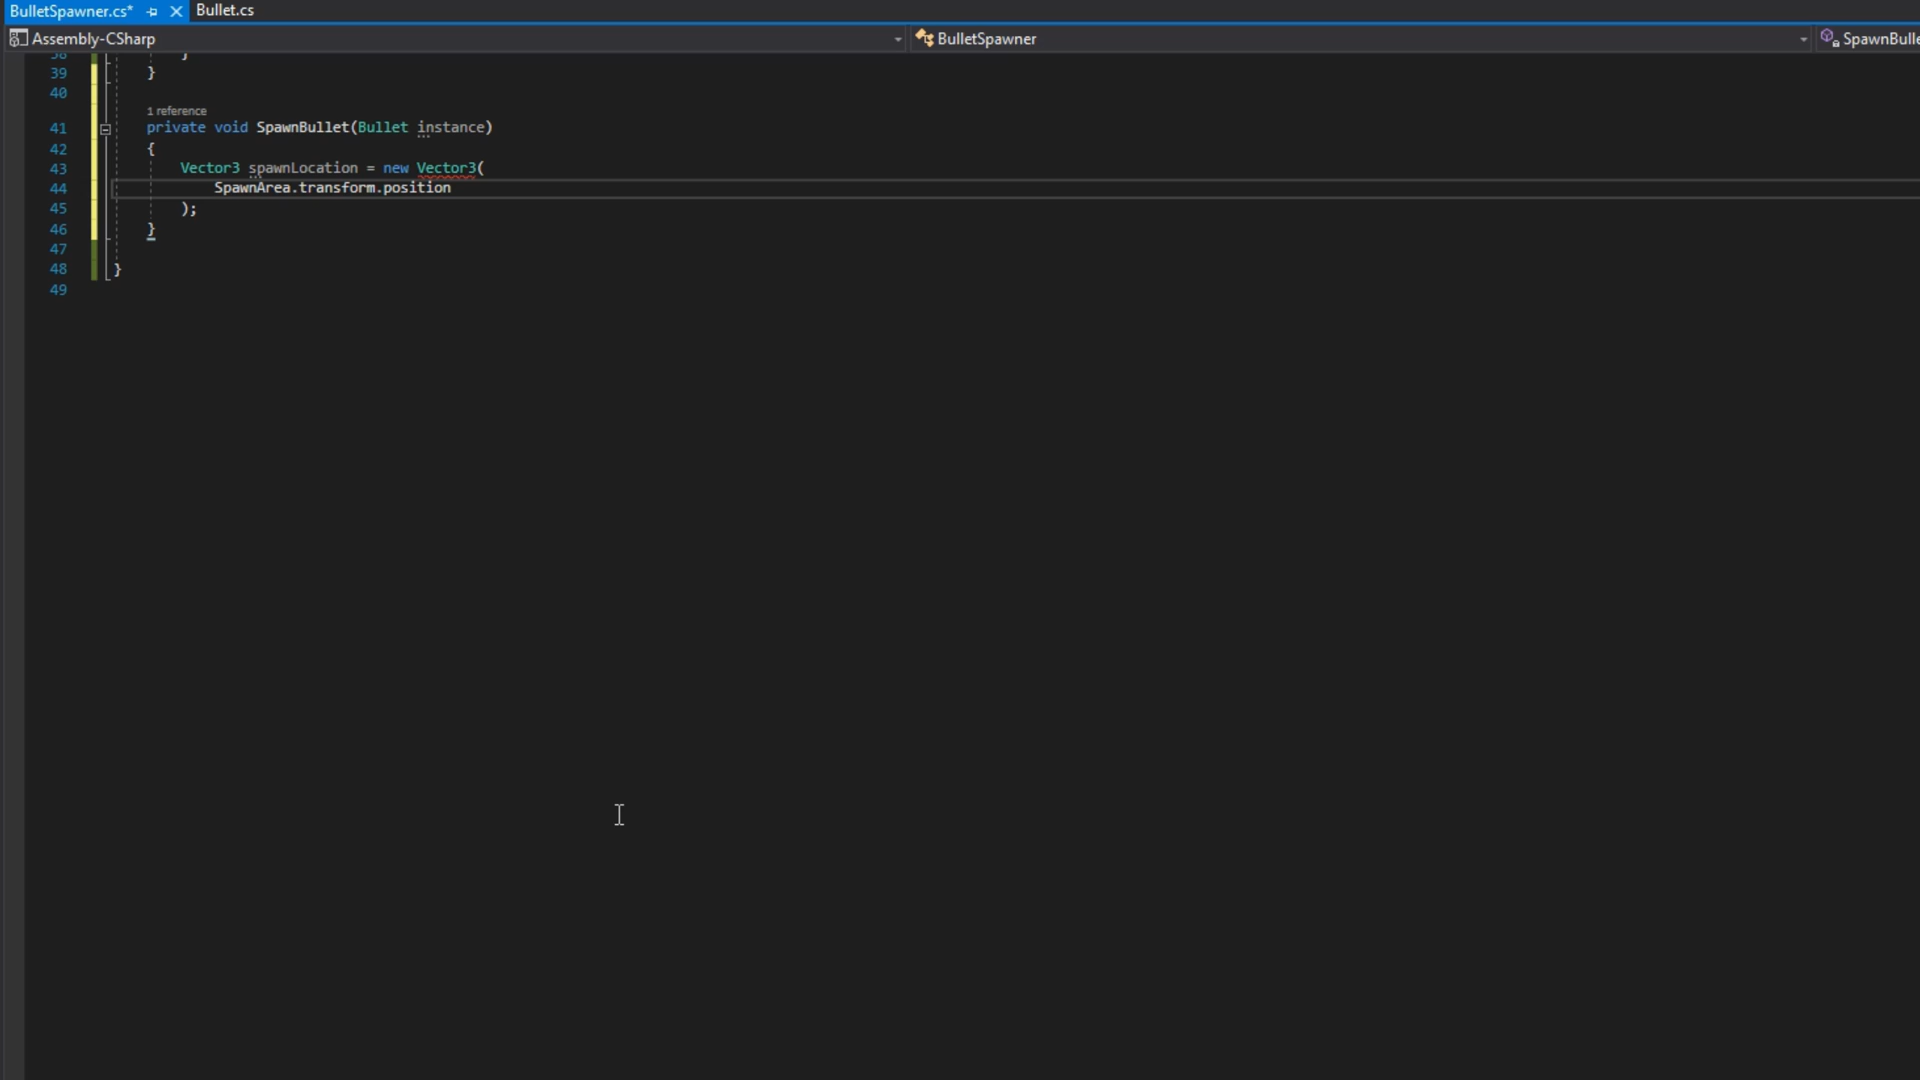 BulletSpawner.cs* Bullet.cs
Assembly-CSharp BulletSpawner SpawnBulle
38 }
39 }
40
1 reference
41 private void SpawnBullet(Bullet instance)
42 {
43 Vector3 spawnLocation = new Vector3(
44 SpawnArea.transform.position
45 );
46 }
47
48 }
49